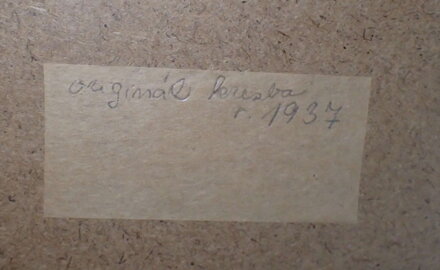 originál kresba
r. 1937